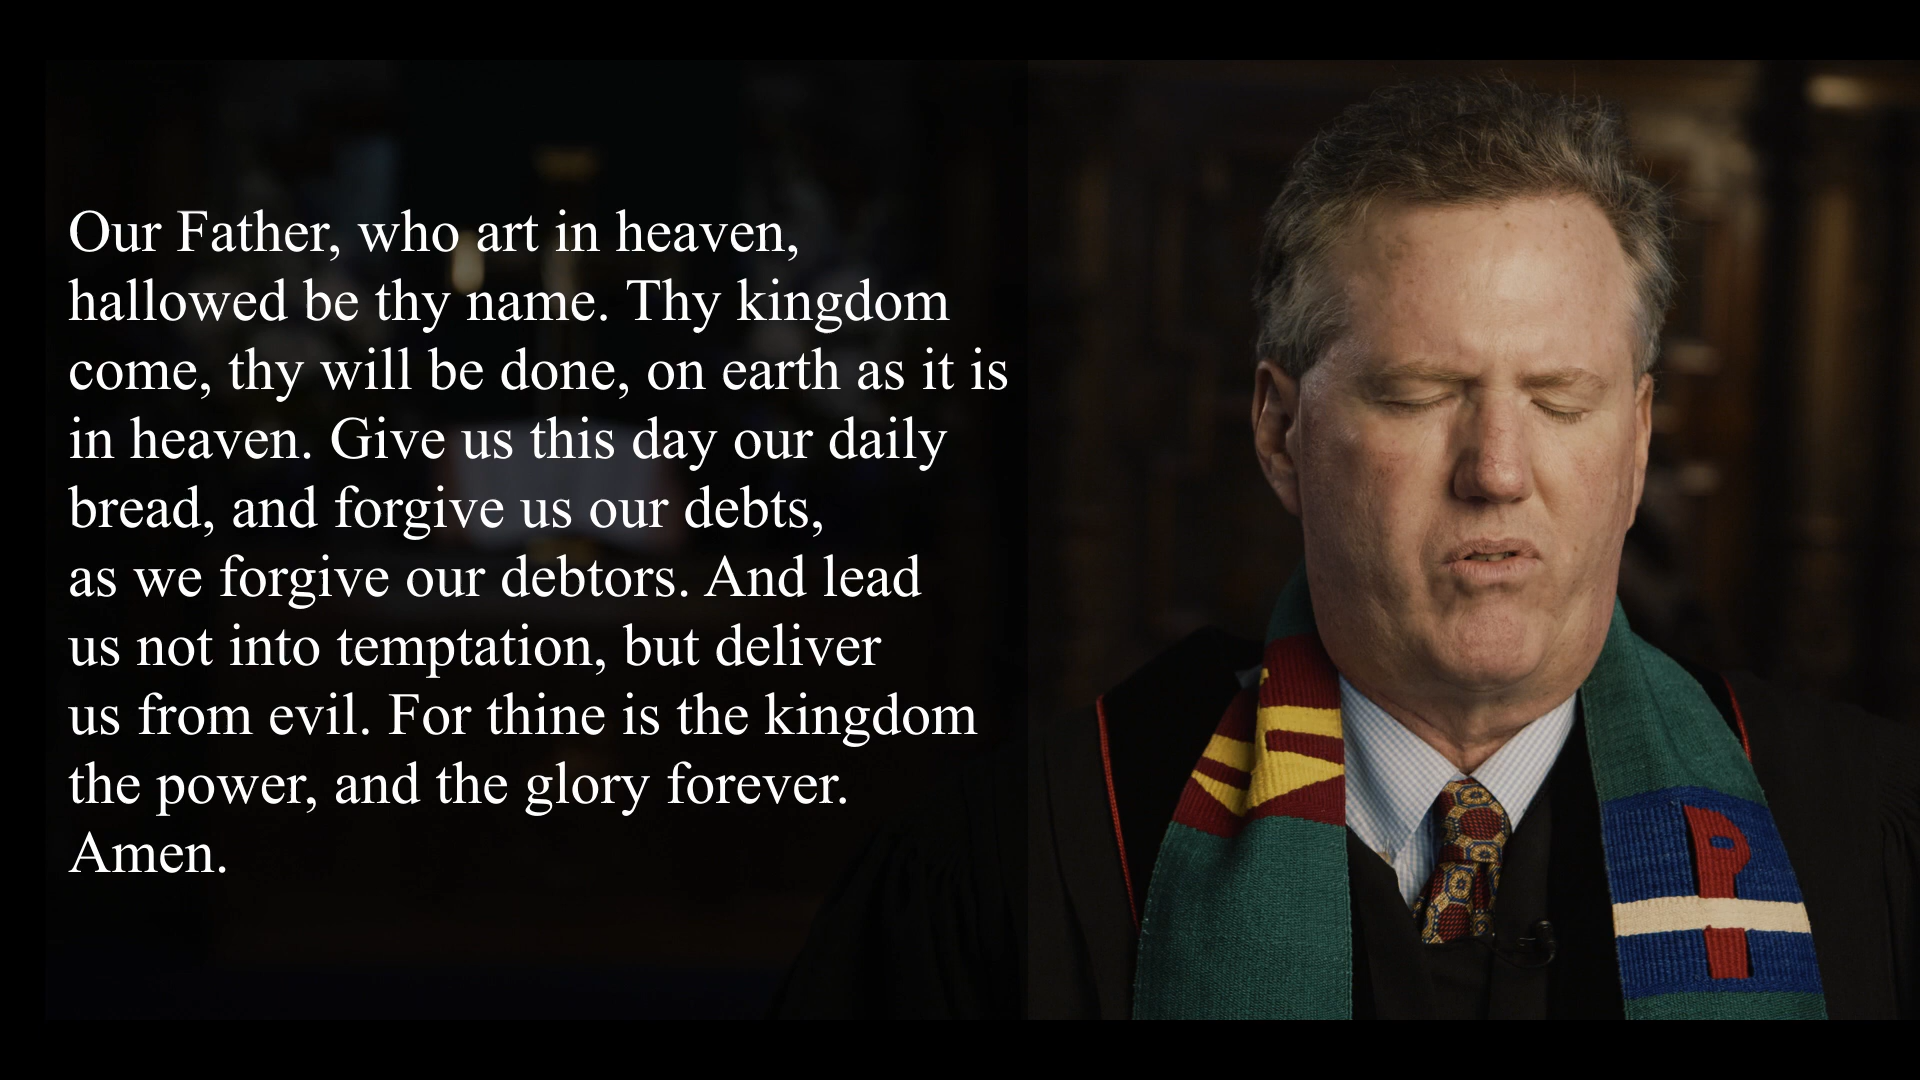 Our Father, who art in heaven,
hallowed be thy name. Thy kingdom
come, thy will be done, on earth as it is
in heaven. Give us this day our daily
bread, and forgive us our debts,
as we forgive our debtors. And lead
us not into temptation, but deliver
us from evil. For thine is the kingdom
the power, and the glory forever.
Amen.